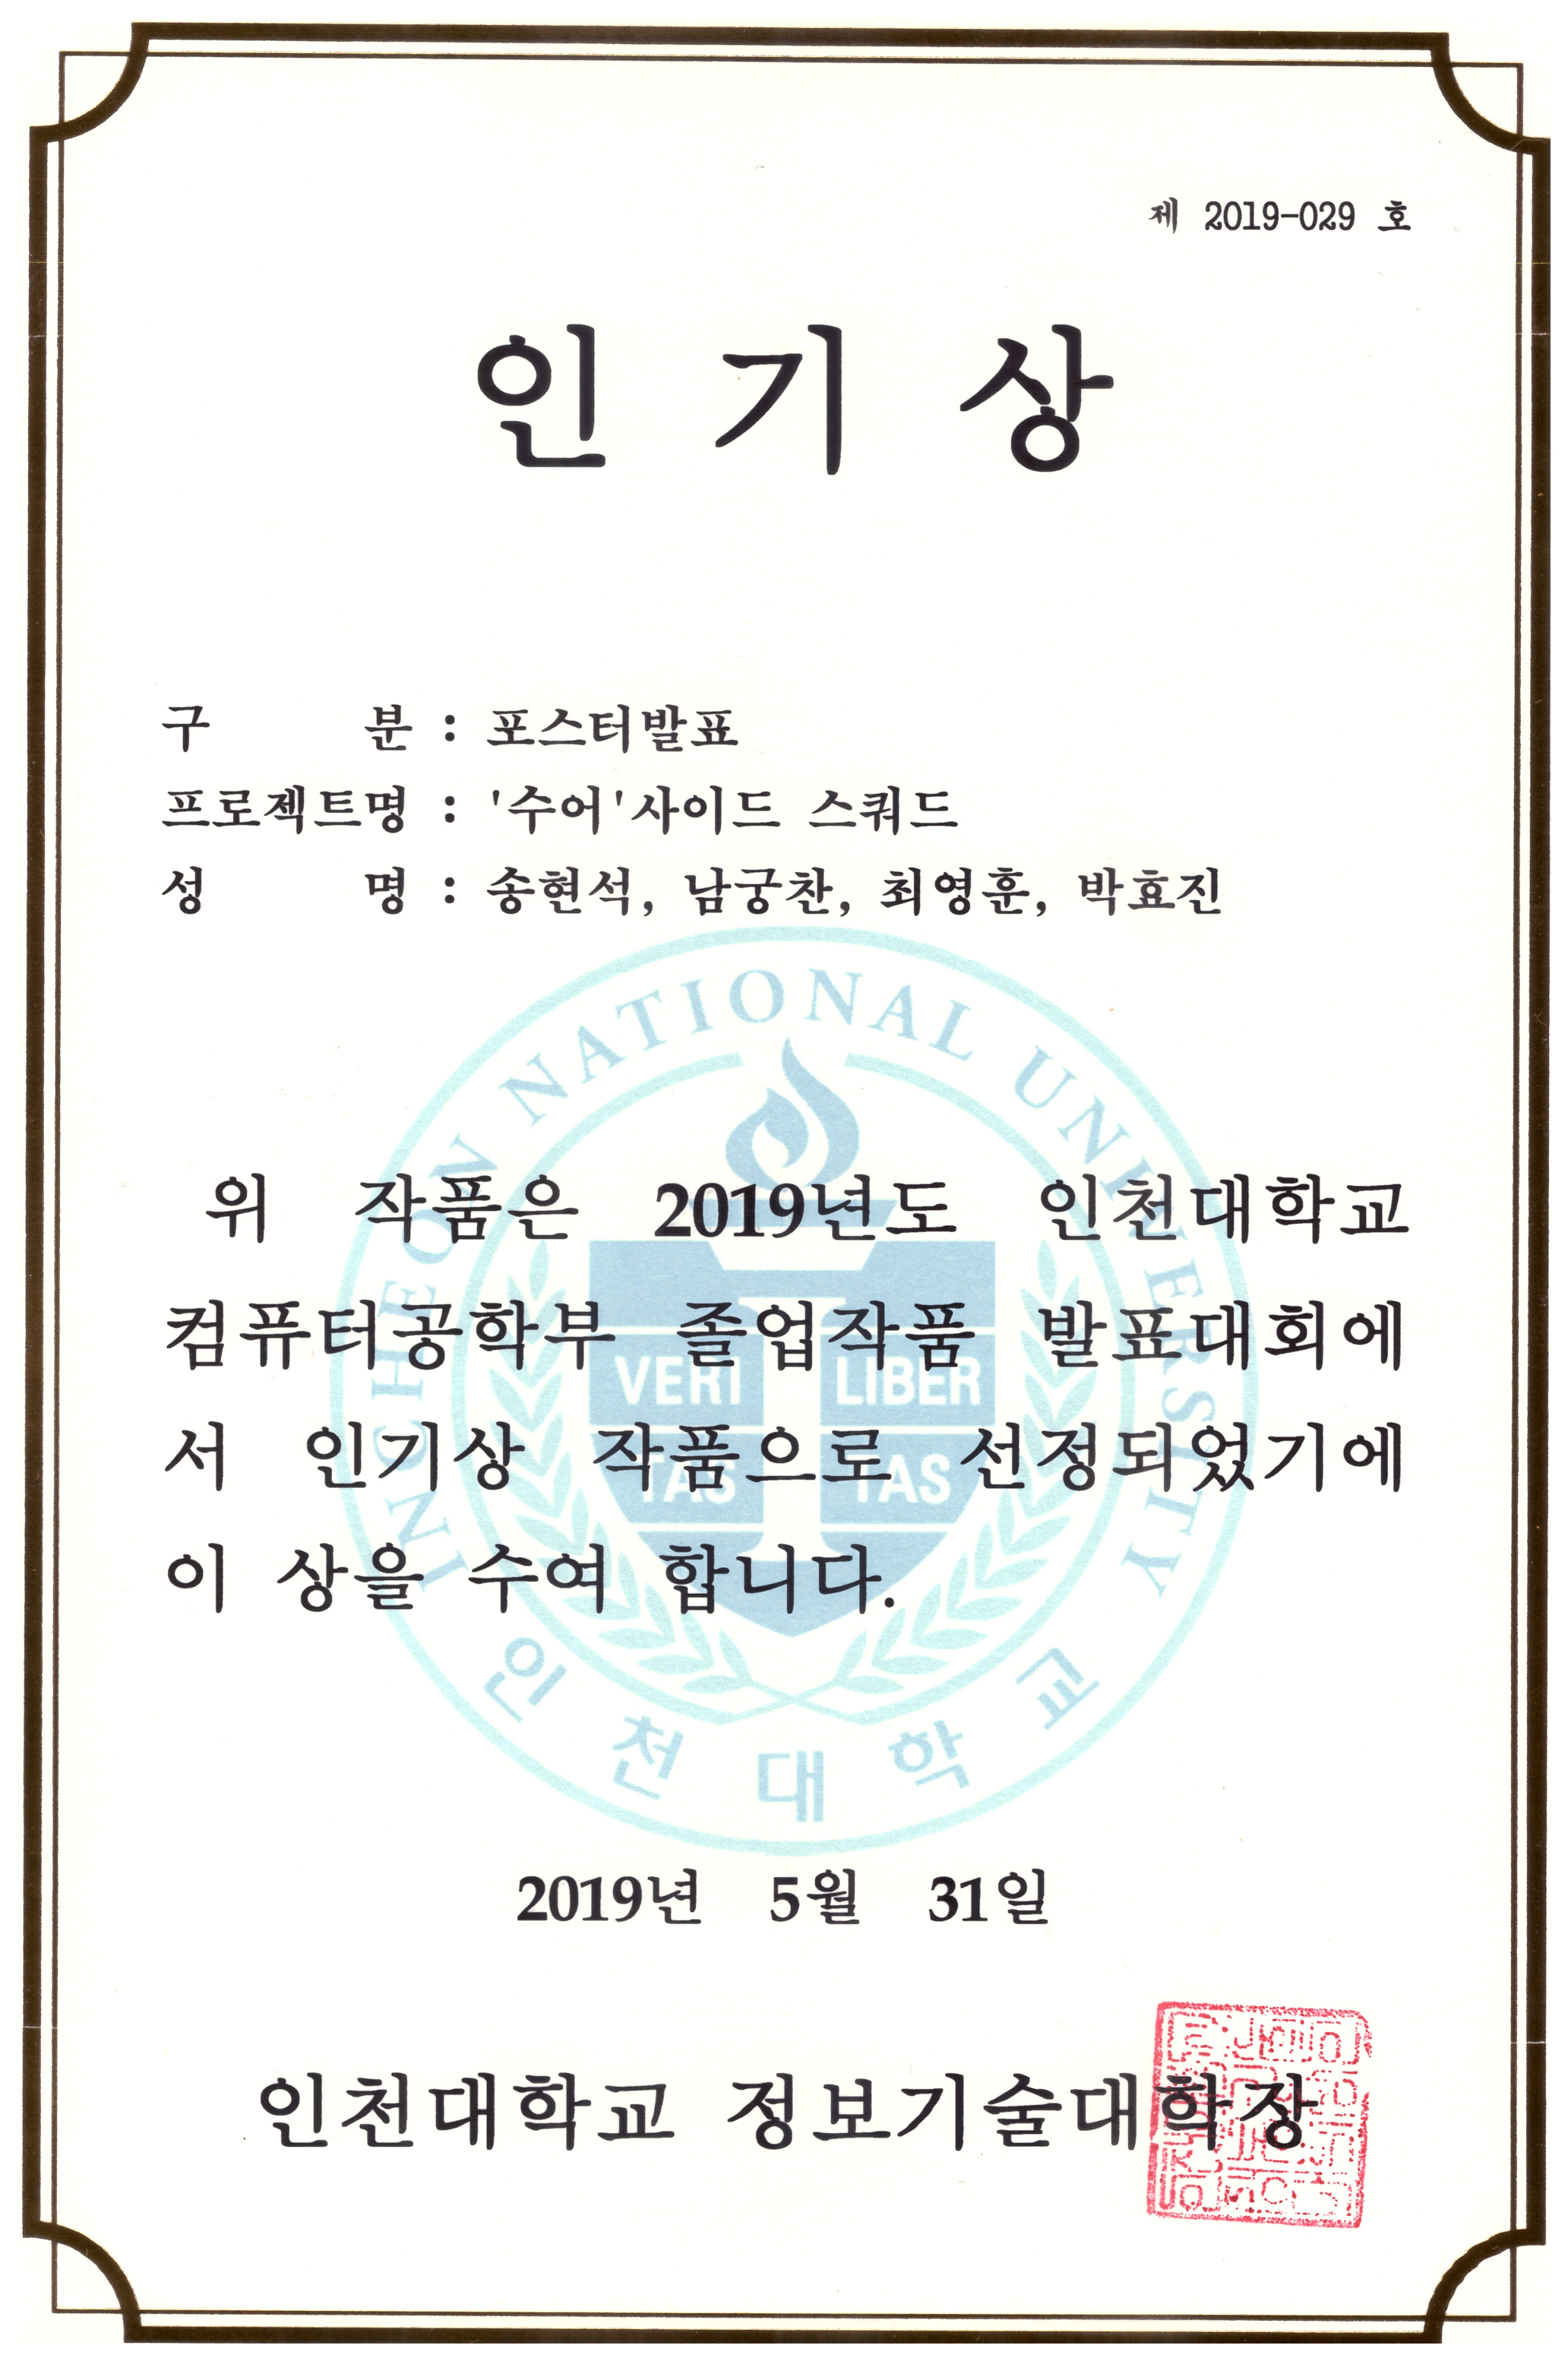 제 2019-029 호
인 기 상
구 분 : 포스터발표
프로젝트명 : '수어'사이드 스쿼드
성 명 : 송현석, 남궁찬, 최영훈, 박효진
INCHEON NATIONAL UNIVERSITY
VERI LIBER
TAS TAS
인천대학교
위 작품은 2019년도 인천대학교
컴퓨터공학부 졸업작품 발표대회에
서 인기상 작품으로 선정되었기에
이 상을 수여 합니다.
2019년 5월 31일
인천대학교 정보기술대학장